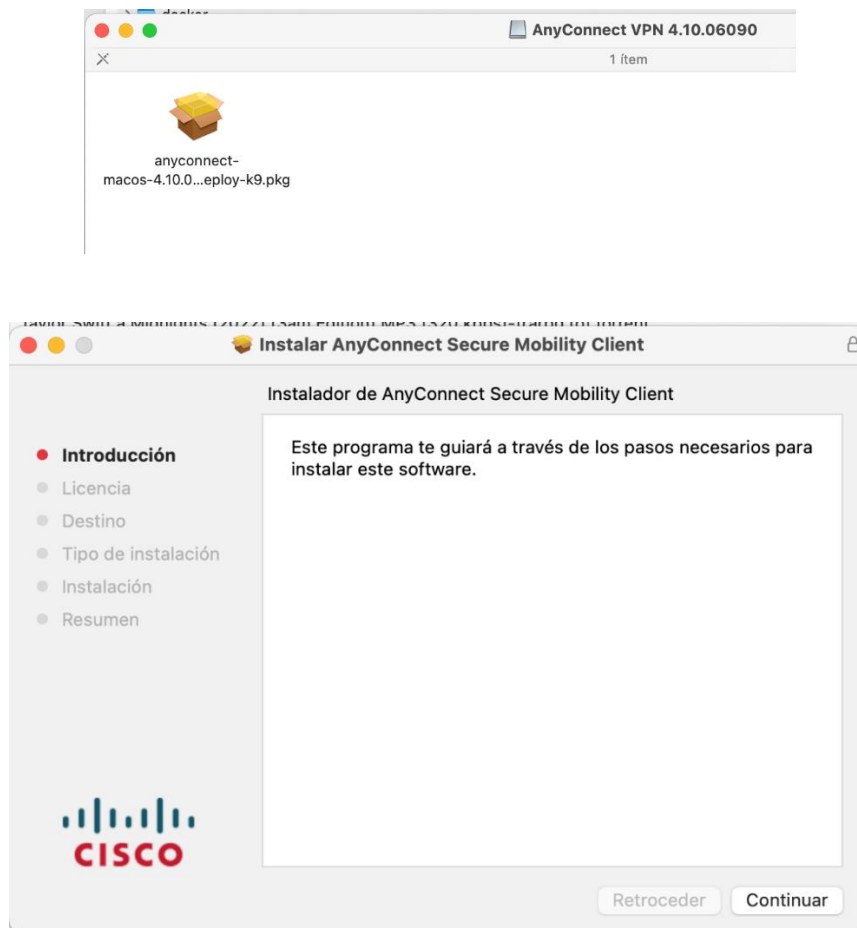 docker
AnyConnect VPN 4.10.06090
1 ítem
anyconnect-
macos-4.10.0...eploy-k9.pkg
Instalar AnyConnect Secure Mobility Client
Instalador de AnyConnect Secure Mobility Client
Introducción
Licencia
Destino
Tipo de instalación
Instalación
Resumen
Este programa te guiará a través de los pasos necesarios para
instalar este software.
CISCO
Retroceder
Continuar